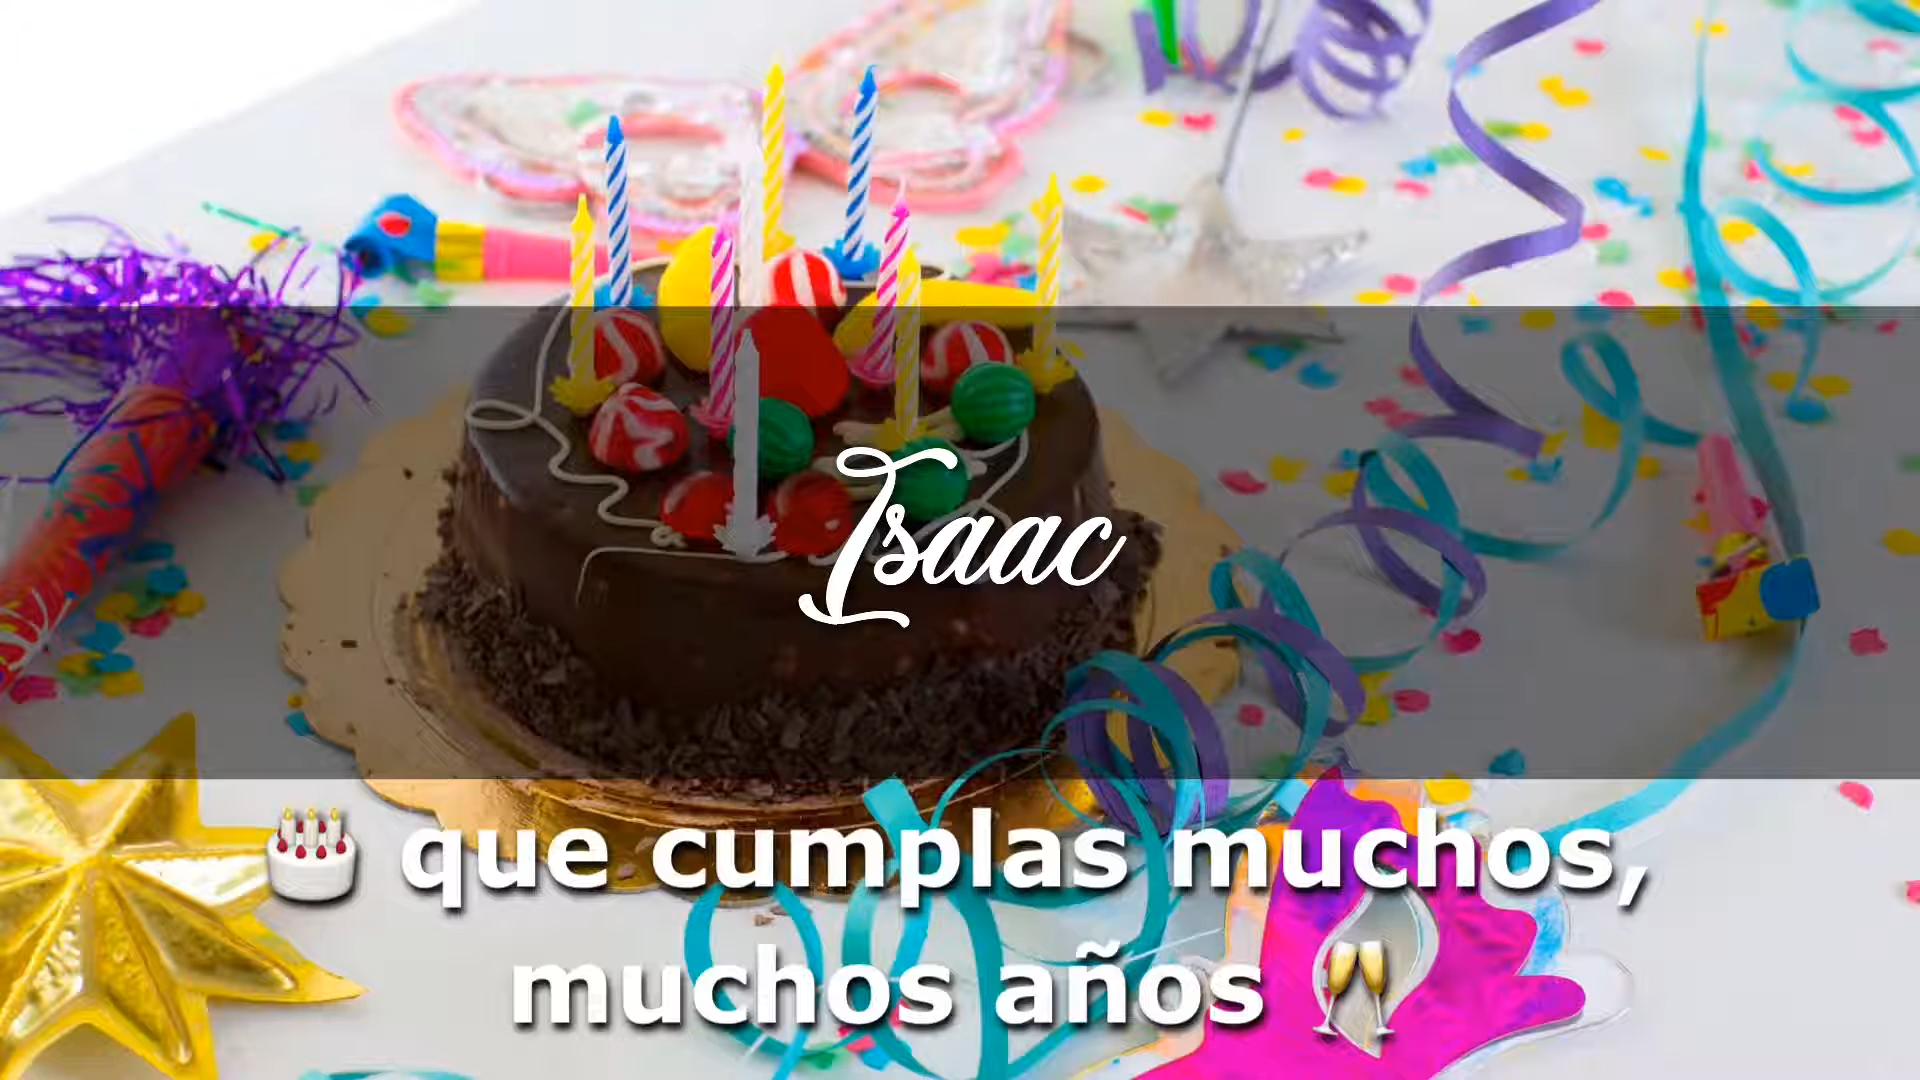 Isaac
🎂 que cumplas muchos,
muchos años 🥂